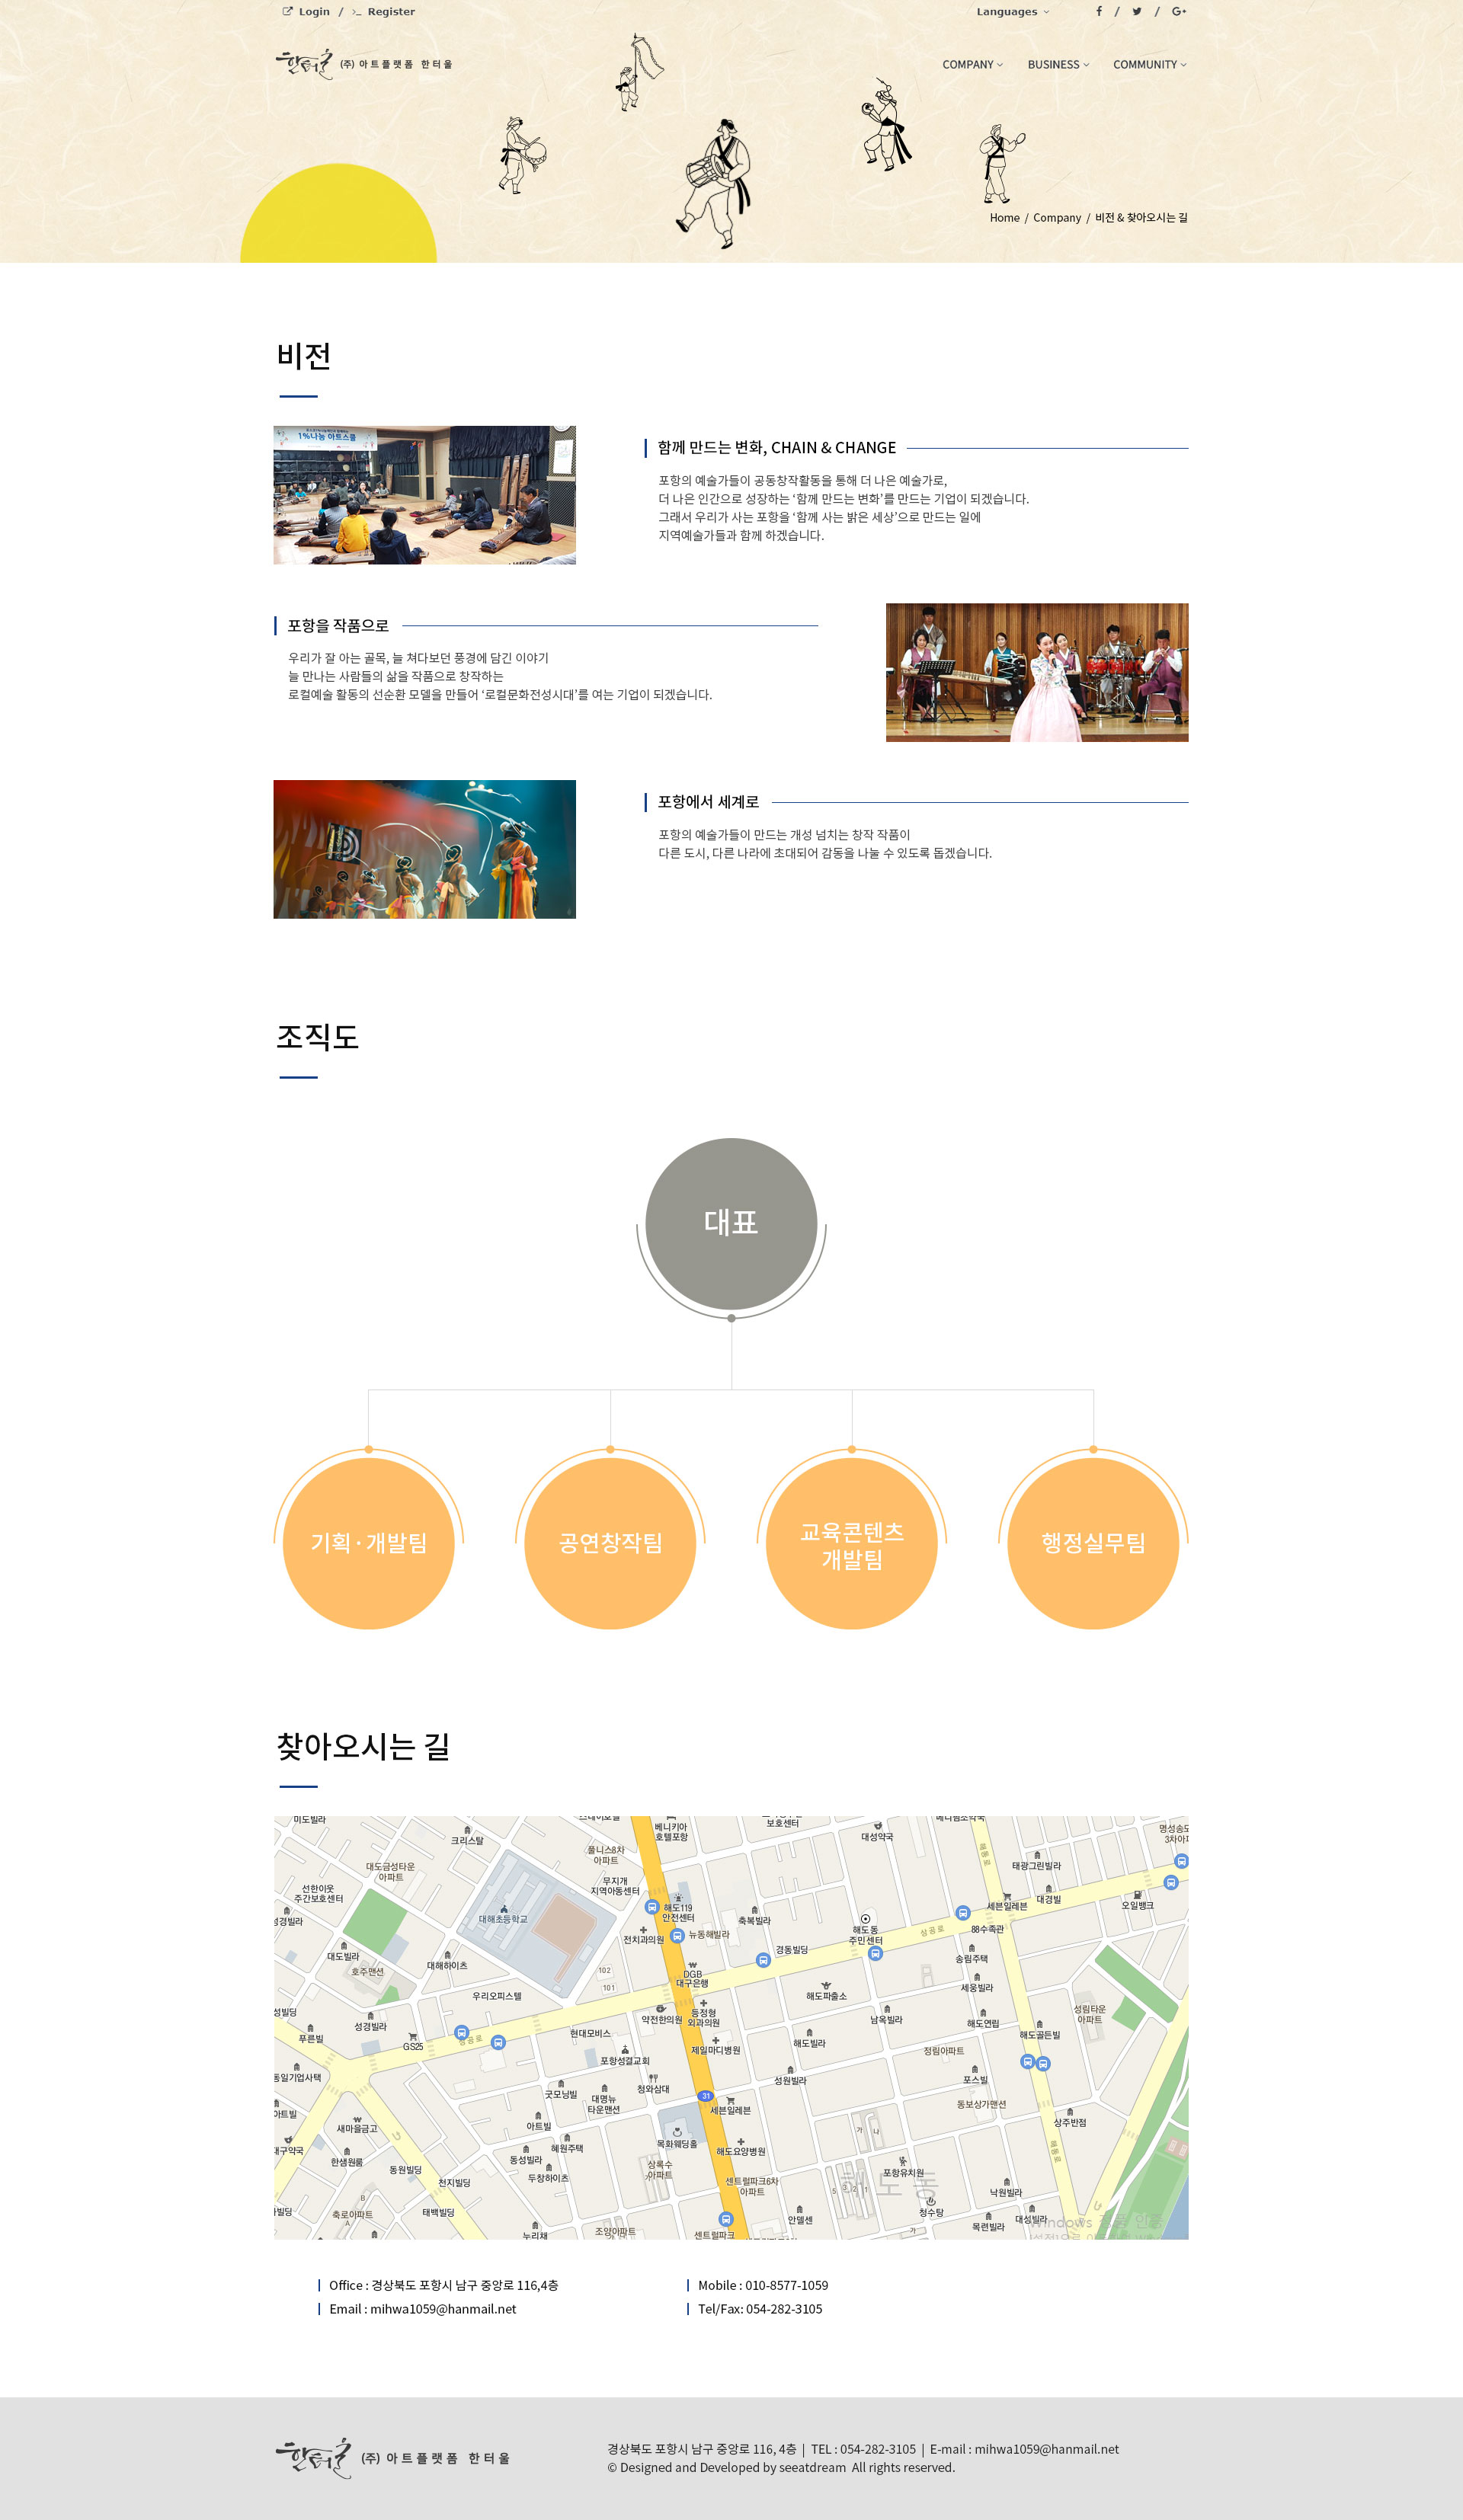 Login / Register
Languages
f / / G+
한터울 (주) 아트플랫폼 한터울
COMPANY BUSINESS COMMUNITY
Home / Company / 비전 & 찾아오시는 길
비전
1%나눔 아트스쿨
함께 만드는 변화, CHAIN & CHANGE
포항의 예술가들이 공동창작활동을 통해 더 나은 예술가로,
더 나은 인간으로 성장하는 ‘함께 만드는 변화’를 만드는 기업이 되겠습니다.
그래서 우리가 사는 포항을 ‘함께 사는 밝은 세상’으로 만드는 일에
지역예술가들과 함께 하겠습니다.
포항을 작품으로
우리가 잘 아는 골목, 늘 쳐다보던 풍경에 담긴 이야기
늘 만나는 사람들의 삶을 작품으로 창작하는
로컬예술 활동의 선순환 모델을 만들어 ‘로컬문화전성시대’를 여는 기업이 되겠습니다.
포항에서 세계로
포항의 예술가들이 만드는 개성 넘치는 창작 작품이
다른 도시, 다른 나라에 초대되어 감동을 나눌 수 있도록 돕겠습니다.
조직도
대표
기획·개발팀
공연창작팀
교육콘텐츠
개발팀
행정실무팀
찾아오시는 길
미도빌라
크리스탈
베니키아
호텔포항
보호센터
대성약국
명성송도
3차아파
풀니스8차
아파트
태광그린빌라
대도금성타운
아파트
무지개
지역아동센터
선한이웃
주간보호센터
대경빌
세븐일레븐
오일뱅크
해도119
안전센터
성경빌라
대해초등학교
축복빌라
해도동
주민센터
88수족관
상공로
전치과의원
뉴동해빌라
경동빌딩
대도빌라
호주맨션
대해하이츠
송림주택
DGB
대구은행
102
101
세웅빌라
우리오피스텔
해도파출소
성림타운
아파트
성빌딩
푸른빌
성경빌라
약전한의원
등정형
외과의원
남옥빌라
해도연립
해도골든빌
GS25
상공로
현대모비스
제일마디병원
해도빌라
정림아파트
포항성결교회
동일기업사택
청와삼대
성원빌라
포스빌
굿모닝빌
대명뉴
타운맨션
31
세븐일레븐
동보상가맨션
아트빌
새마을금고
아트빌
상주반점
대구약국
혜원주택
목화웨딩홀
해도요양병원
가 나
한샘원룸
동원빌딩
동성빌라
두창하이츠
상록수
아파트
포항유치원
해도동
천지빌딩
센트럴파크6차
아파트
5 3 2 1
낙원빌라
B
축로아파트
A
태백빌딩
안델센
청수탕
대성빌라
목련빌라
누리채
조양아파트
센트럴파크
가
해동로
해동로
Windows 정품 인증
Office : 경상북도 포항시 남구 중앙로 116,4층
Mobile : 010-8577-1059
Email : mihwa1059@hanmail.net
Tel/Fax: 054-282-3105
한터울 (주) 아트플랫폼 한터울
경상북도 포항시 남구 중앙로 116, 4층 | TEL : 054-282-3105 | E-mail : mihwa1059@hanmail.net
© Designed and Developed by seeatdream All rights reserved.